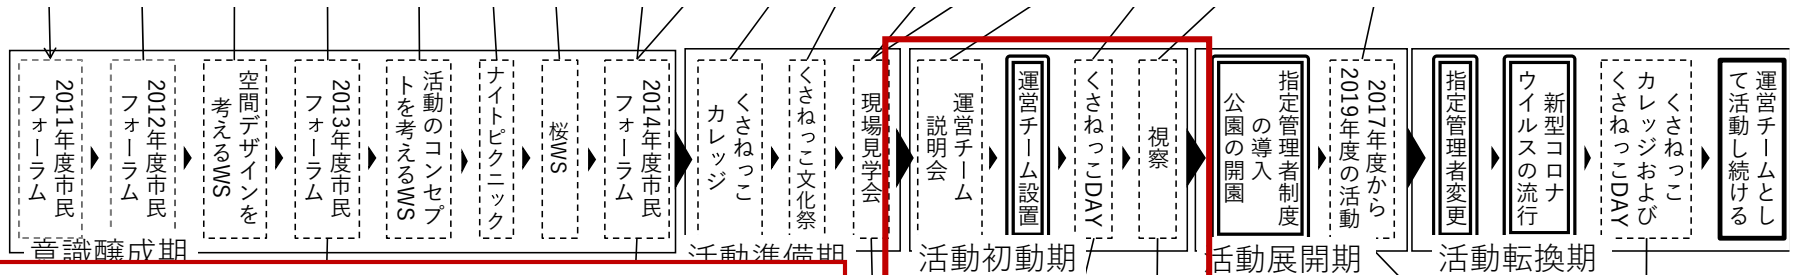 2011年度市民
フォーラム
2012年度市民
フォーラム
空間デザインを
考えるWS
2013年度市民
フォーラム
活動のコンセプ
トを考えるWS
ナイトピクニック
桜WS
2014年度市民
フォーラム
意識醸成期
くさねっこ
カレッジ
くさねっこ文化祭
現場見学会
活動準備期
運営チーム
説明会
運営チーム設置
くさねっこDAY
視察
活動初動期
指定管理者制度
の導入
公園の開園
2017年度から
2019年度の活動
活動展開期
指定管理者変更
新型コロナ
ウイルスの流行
くさねっこ
カレッジおよび
くさねっこDAY
運営チームとし
て活動し続ける
活動転換期